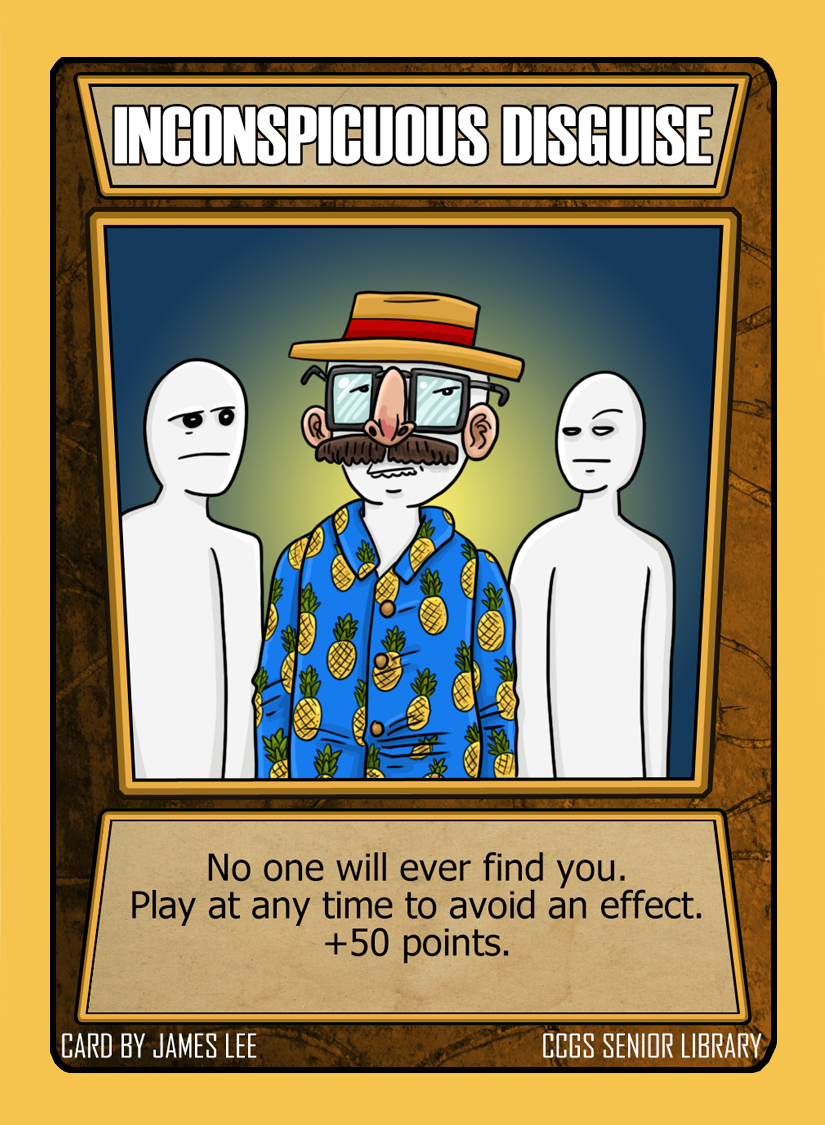 INCONSPICUOUS DISGUISE
No one will ever find you.
Play at any time to avoid an effect.
+50 points.
CARD BY JAMES LEE
CCGS SENIOR LIBRARY